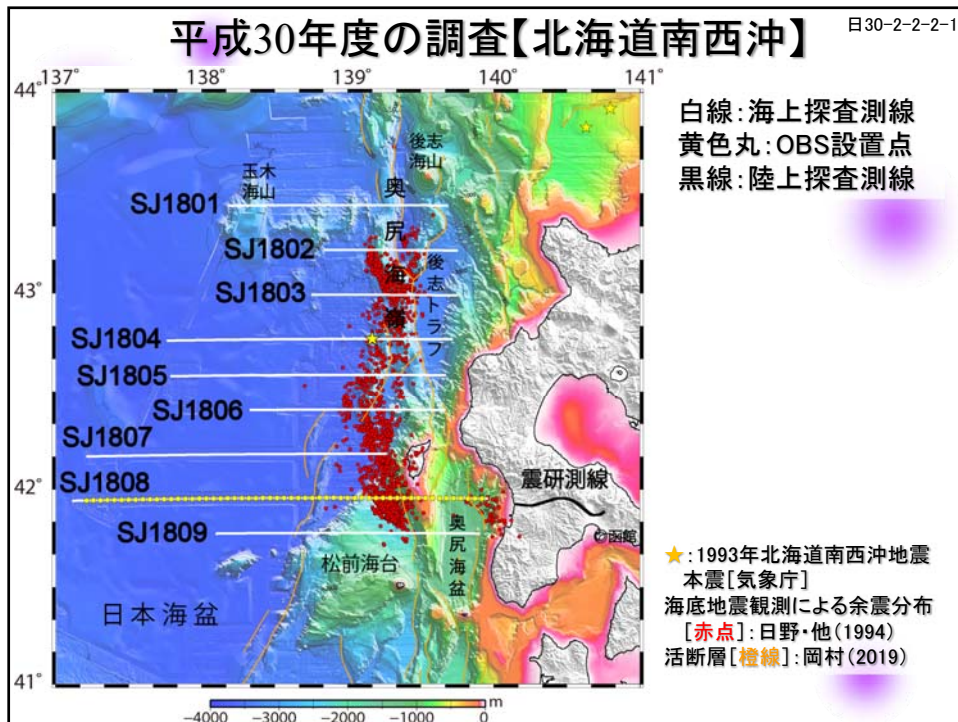 平成30年度の調査【北海道南西沖】
日30-2-2-2-1
137° 138° 139° 140° 141°
44°
43°
42°
41°
白線:海上探査測線
黄色丸:OBS設置点
黒線:陸上探査測線
玉木
海山
後志
海山
奥尻海嶺
後志トラフ
SJ1801
SJ1802
SJ1803
SJ1804
SJ1805
SJ1806
SJ1807
SJ1808
SJ1809
震研測線
函館
奥尻海盆
松前海台
日本海盆
★:1993年北海道南西沖地震
本震[気象庁]
海底地震観測による余震分布
[赤点]:日野・他(1994)
活断層[橙線]:岡村(2019)
m
−4000 −3000 −2000 −1000 0